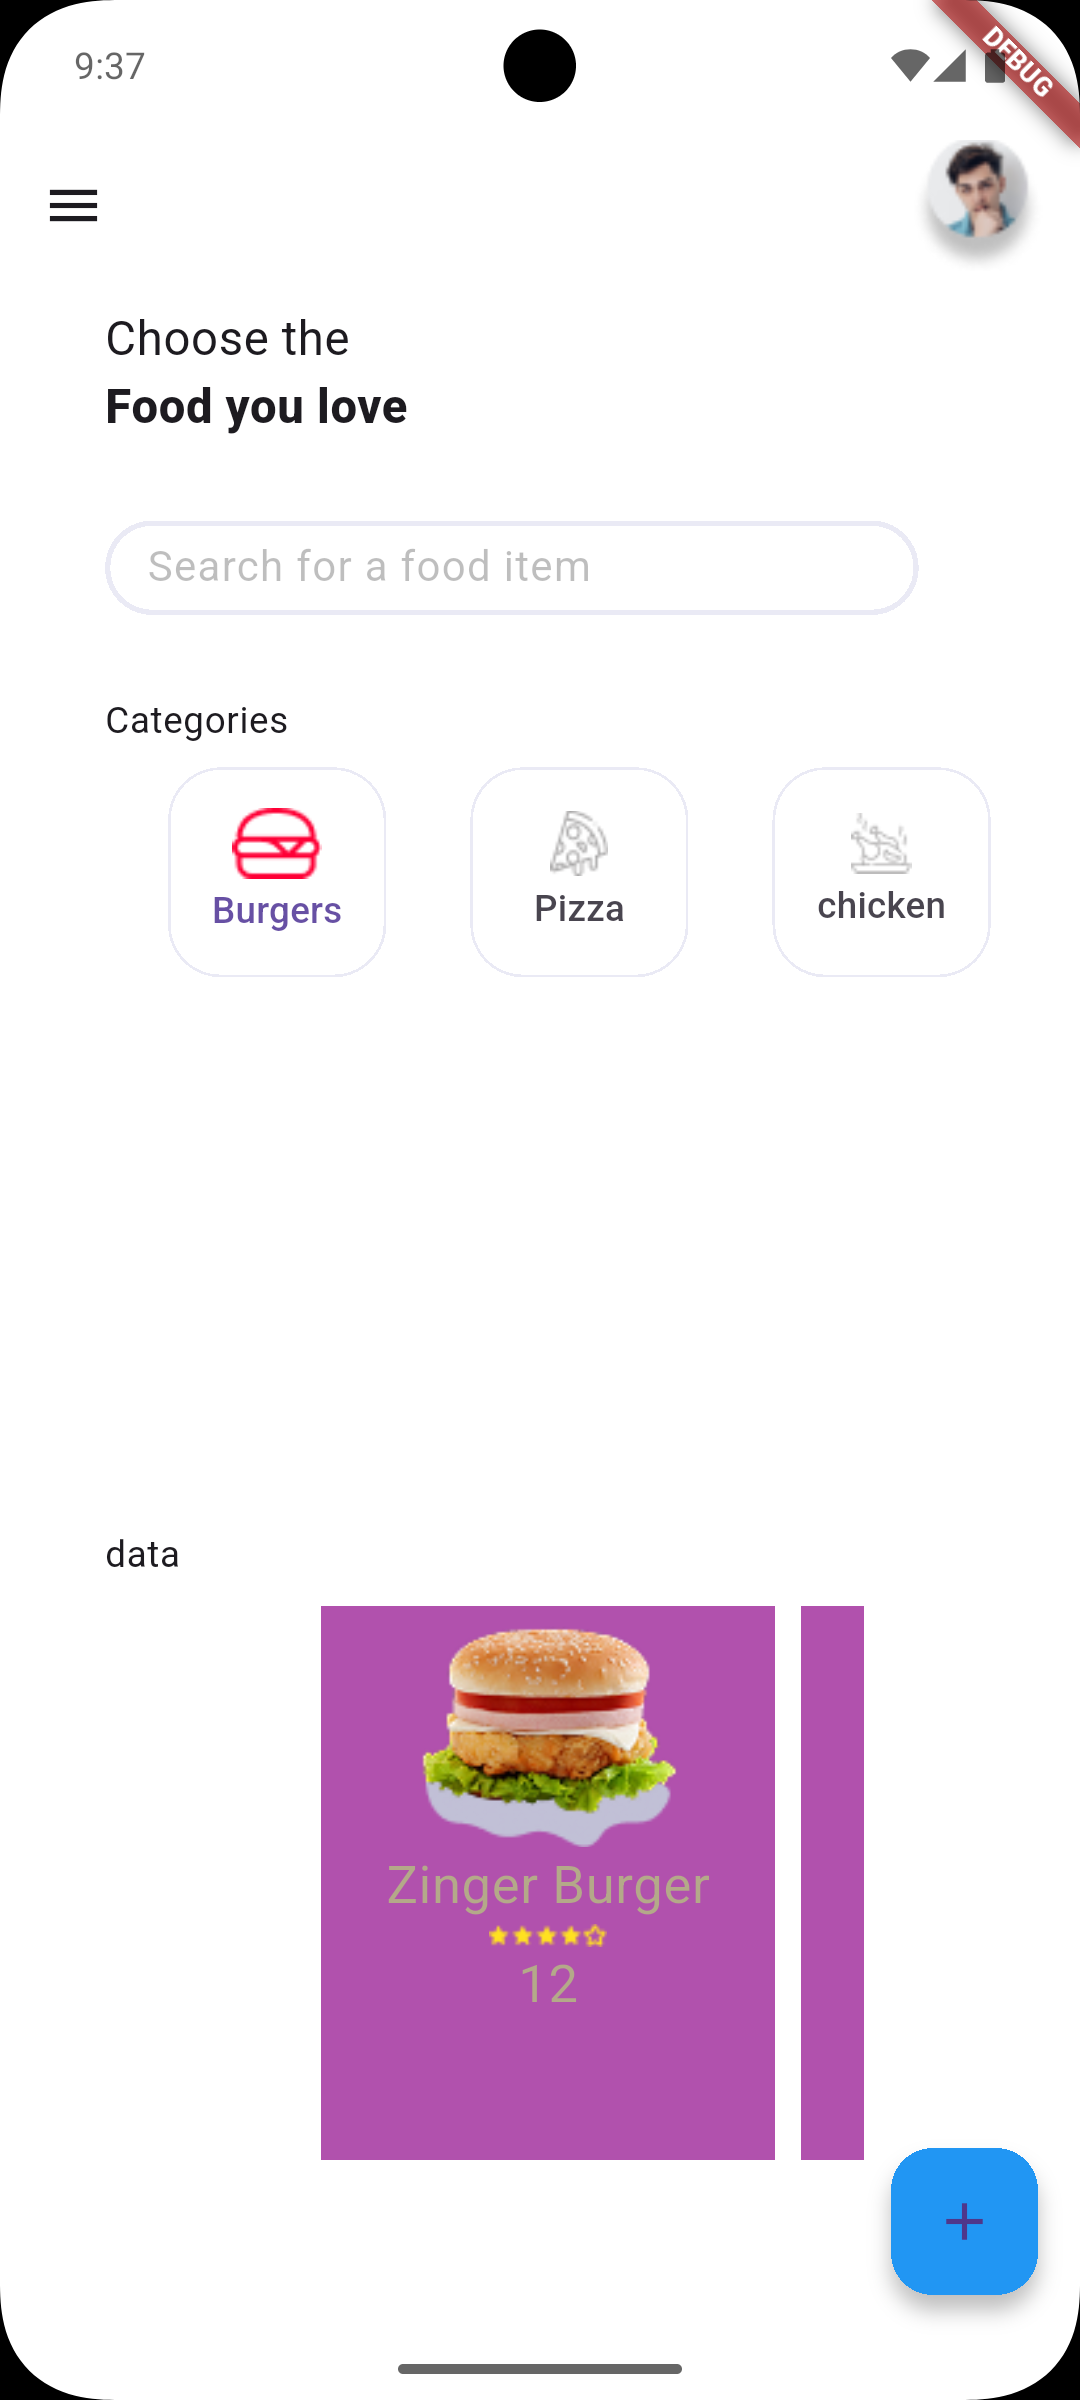 9:37
DEBUG
Choose the
Food you love
Search for a food item
Categories
Burgers
Pizza
chicken
data
Zinger Burger
12